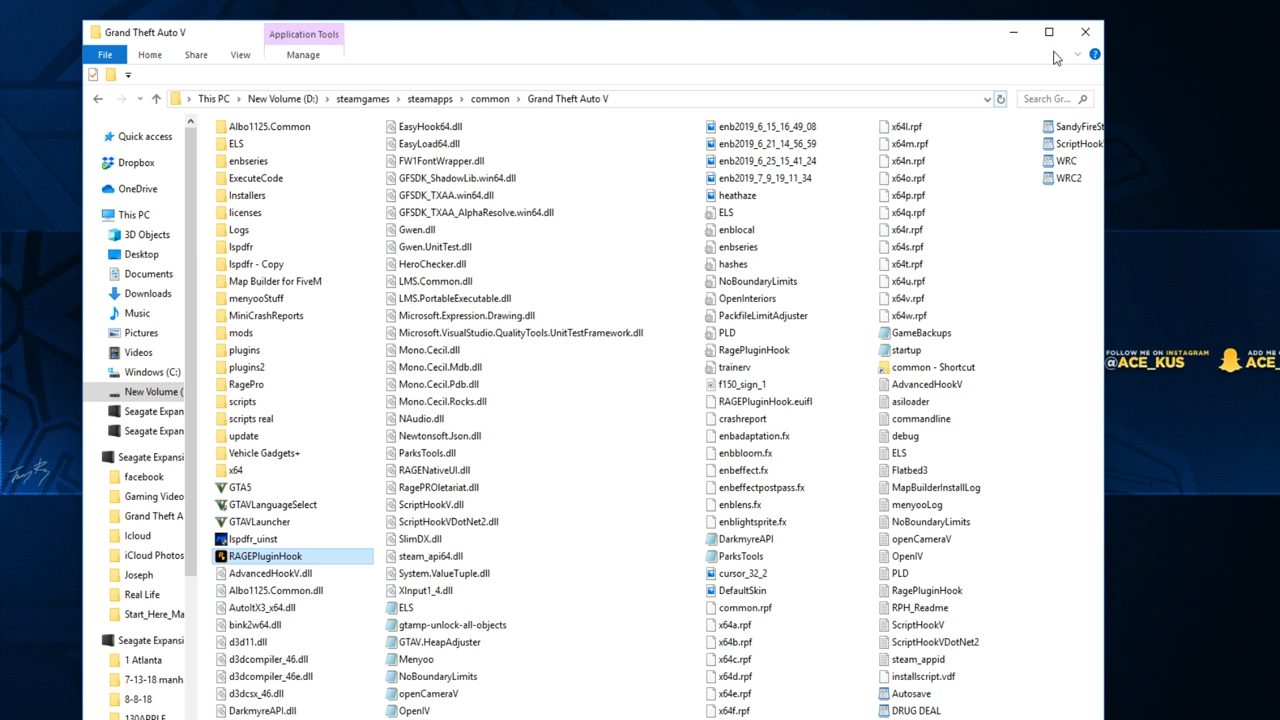 Grand Theft Auto V
Application Tools
File
Home
Share
View
Manage
This PC > New Volume (D:) > steamgames > steamapps > common > Grand Theft Auto V
Search Gr...
Quick access
Dropbox
OneDrive
This PC
3D Objects
Desktop
Documents
Downloads
Music
Pictures
Videos
Windows (C:)
New Volume (
Seagate Expan
Seagate Expan
Seagate Expansi
facebook
Gaming Video
Grand Theft A
Icloud
iCloud Photos
Joseph
Real Life
Start_Here_Ma
Seagate Expansi
1 Atlanta
7-13-18 manh
8-8-18
130APPLE
Albo1125.Common
ELS
enbseries
ExecuteCode
Installers
licenses
Logs
lspdfr
lspdfr - Copy
Map Builder for FiveM
menyooStuff
MiniCrashReports
mods
plugins
plugins2
RagePro
scripts
scripts real
update
Vehicle Gadgets+
x64
GTA5
GTAVLanguageSelect
GTAVLauncher
lspdfr_uinst
RAGEPluginHook
AdvancedHookV.dll
Albo1125.Common.dll
AutoItX3_x64.dll
bink2w64.dll
d3d11.dll
d3dcompiler_46.dll
d3dcompiler_46e.dll
d3dcsx_46.dll
DarkmyreAPI.dll
EasyHook64.dll
EasyLoad64.dll
FW1FontWrapper.dll
GFSDK_ShadowLib.win64.dll
GFSDK_TXAA.win64.dll
GFSDK_TXAA_AlphaResolve.win64.dll
Gwen.dll
Gwen.UnitTest.dll
HeroChecker.dll
LMS.Common.dll
LMS.PortableExecutable.dll
Microsoft.Expression.Drawing.dll
Microsoft.VisualStudio.QualityTools.UnitTestFramework.dll
Mono.Cecil.dll
Mono.Cecil.Mdb.dll
Mono.Cecil.Pdb.dll
Mono.Cecil.Rocks.dll
NAudio.dll
Newtonsoft.Json.dll
ParksTools.dll
RAGENativeUI.dll
RagePROletariat.dll
ScriptHookV.dll
ScriptHookVDotNet2.dll
SlimDX.dll
steam_api64.dll
System.ValueTuple.dll
XInput1_4.dll
ELS
gtamp-unlock-all-objects
GTAV.HeapAdjuster
Menyoo
NoBoundaryLimits
openCameraV
OpenIV
enb2019_6_15_16_49_08
enb2019_6_21_14_56_59
enb2019_6_25_15_41_24
enb2019_7_9_19_11_34
heathaze
ELS
enblocal
enbseries
hashes
NoBoundaryLimits
OpenInteriors
PackfileLimitAdjuster
PLD
RagePluginHook
trainerv
f150_sign_1
RAGEPluginHook.euifl
crashreport
enbadaptation.fx
enbbloom.fx
enbeffect.fx
enbeffectpostpass.fx
enblens.fx
enblightsprite.fx
DarkmyreAPI
ParksTools
cursor_32_2
DefaultSkin
common.rpf
x64a.rpf
x64b.rpf
x64c.rpf
x64d.rpf
x64e.rpf
x64f.rpf
x64l.rpf
x64m.rpf
x64n.rpf
x64o.rpf
x64p.rpf
x64q.rpf
x64r.rpf
x64s.rpf
x64t.rpf
x64u.rpf
x64v.rpf
x64w.rpf
GameBackups
startup
common - Shortcut
AdvancedHookV
asiloader
commandline
debug
ELS
Flatbed3
MapBuilderInstallLog
menyooLog
NoBoundaryLimits
openCameraV
OpenIV
PLD
RagePluginHook
RPH_Readme
ScriptHookV
ScriptHookVDotNet2
steam_appid
installscript.vdf
Autosave
DRUG DEAL
SandyFireSt
ScriptHook
WRC
WRC2
FOLLOW ME ON INSTAGRAM
@ACE_KUS
ADD ME
ACE_